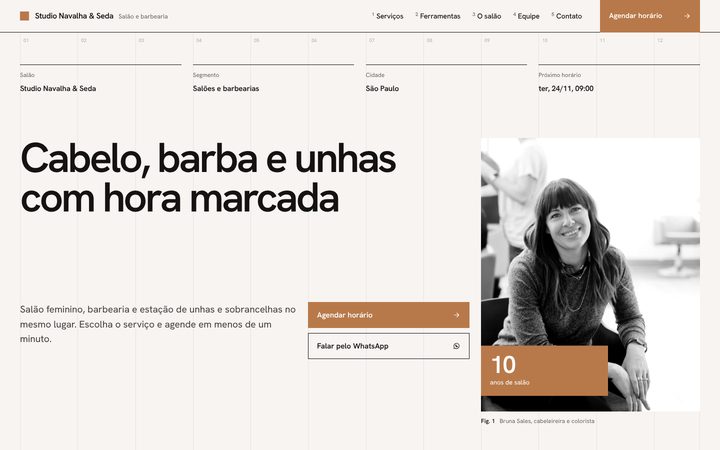 Studio Navalha & Seda Salão e barbearia
1 Serviços 2 Ferramentas 3 O salão 4 Equipe 5 Contato Agendar horário →
01 02 03 04 05 06 07 08 09 10 11 12
Salão Segmento Cidade Próximo horário
Studio Navalha & Seda Salões e barbearias São Paulo ter, 24/11, 09:00
Cabelo, barba e unhas
com hora marcada
Salão feminino, barbearia e estação de unhas e sobrancelhas no
mesmo lugar. Escolha o serviço e agende em menos de um
minuto.
Agendar horário →
Falar pelo WhatsApp
10
anos de salão
Fig. 1 Bruna Sales, cabeleireira e colorista